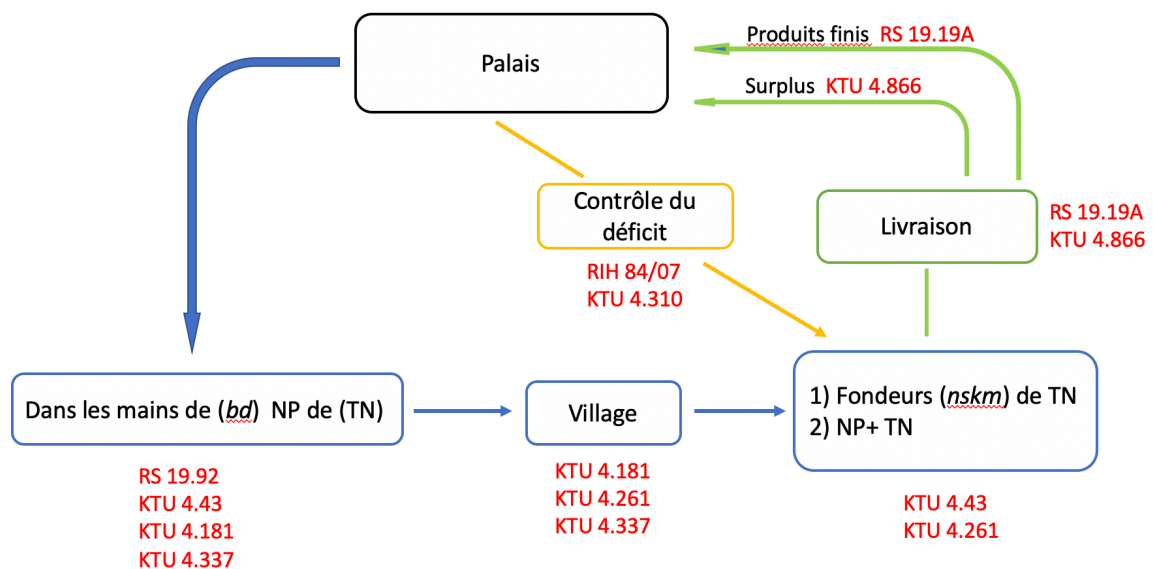 Palais
Produits finis RS 19.19A
Surplus KTU 4.866
Contrôle du
déficit
RIH 84/07
KTU 4.310
Livraison
RS 19.19A
KTU 4.866
Dans les mains de (bd) NP de (TN)
RS 19.92
KTU 4.43
KTU 4.181
KTU 4.337
Village
KTU 4.181
KTU 4.261
KTU 4.337
1) Fondeurs (nskm) de TN
2) NP+ TN
KTU 4.43
KTU 4.261